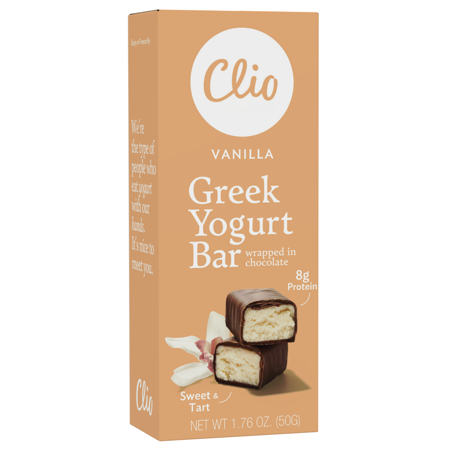 Clio
VANILLA
Greek
Yogurt
Bar
wrapped in
chocolate
8g
Protein
Sweet &
Tart
NET WT 1.76 OZ. (50G)
We're
the type of
people who
eat yogurt
with our
hands.
It's nice to
meet you.
Clio